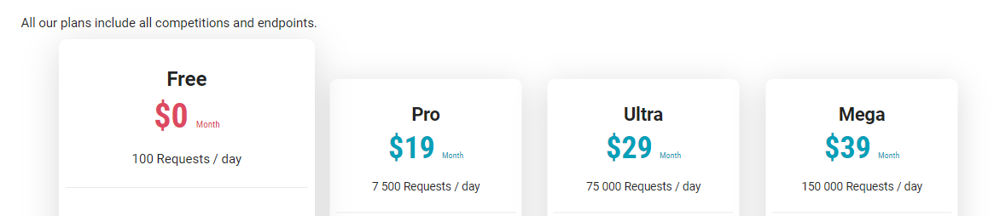 All our plans include all competitions and endpoints.
Free
$0 Month
100 Requests / day
Pro
$19 Month
7 500 Requests / day
Ultra
$29 Month
75 000 Requests / day
Mega
$39 Month
150 000 Requests / day